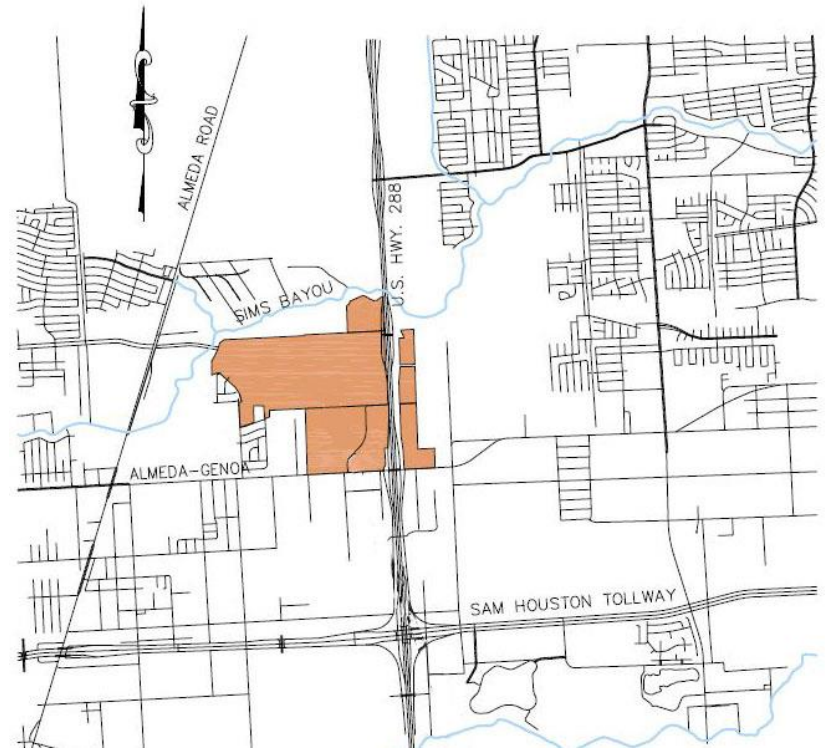 ALMEDA ROAD
U.S. HWY. 288
SIMS BAYOU
ALMEDA-GENOA
SAM HOUSTON TOLLWAY